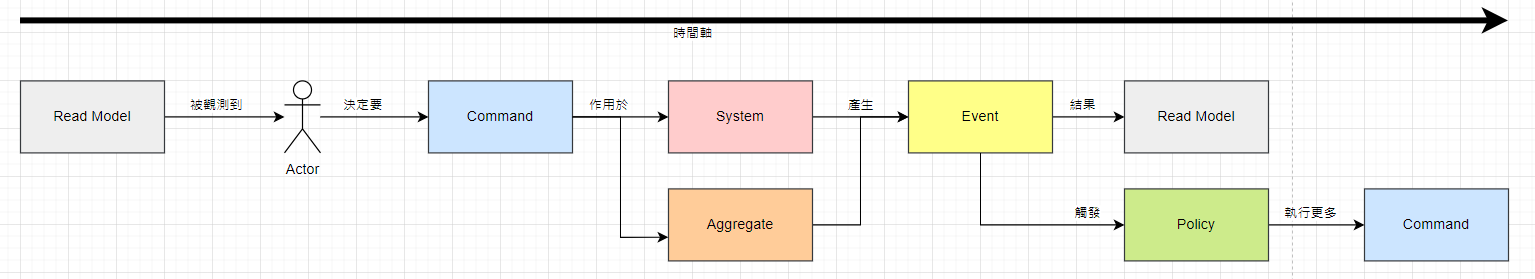 時間軸
Read Model
被觀測到
Actor
決定要
Command
作用於
System
產生
Event
結果
Read Model
Aggregate
觸發
Policy
執行更多
Command